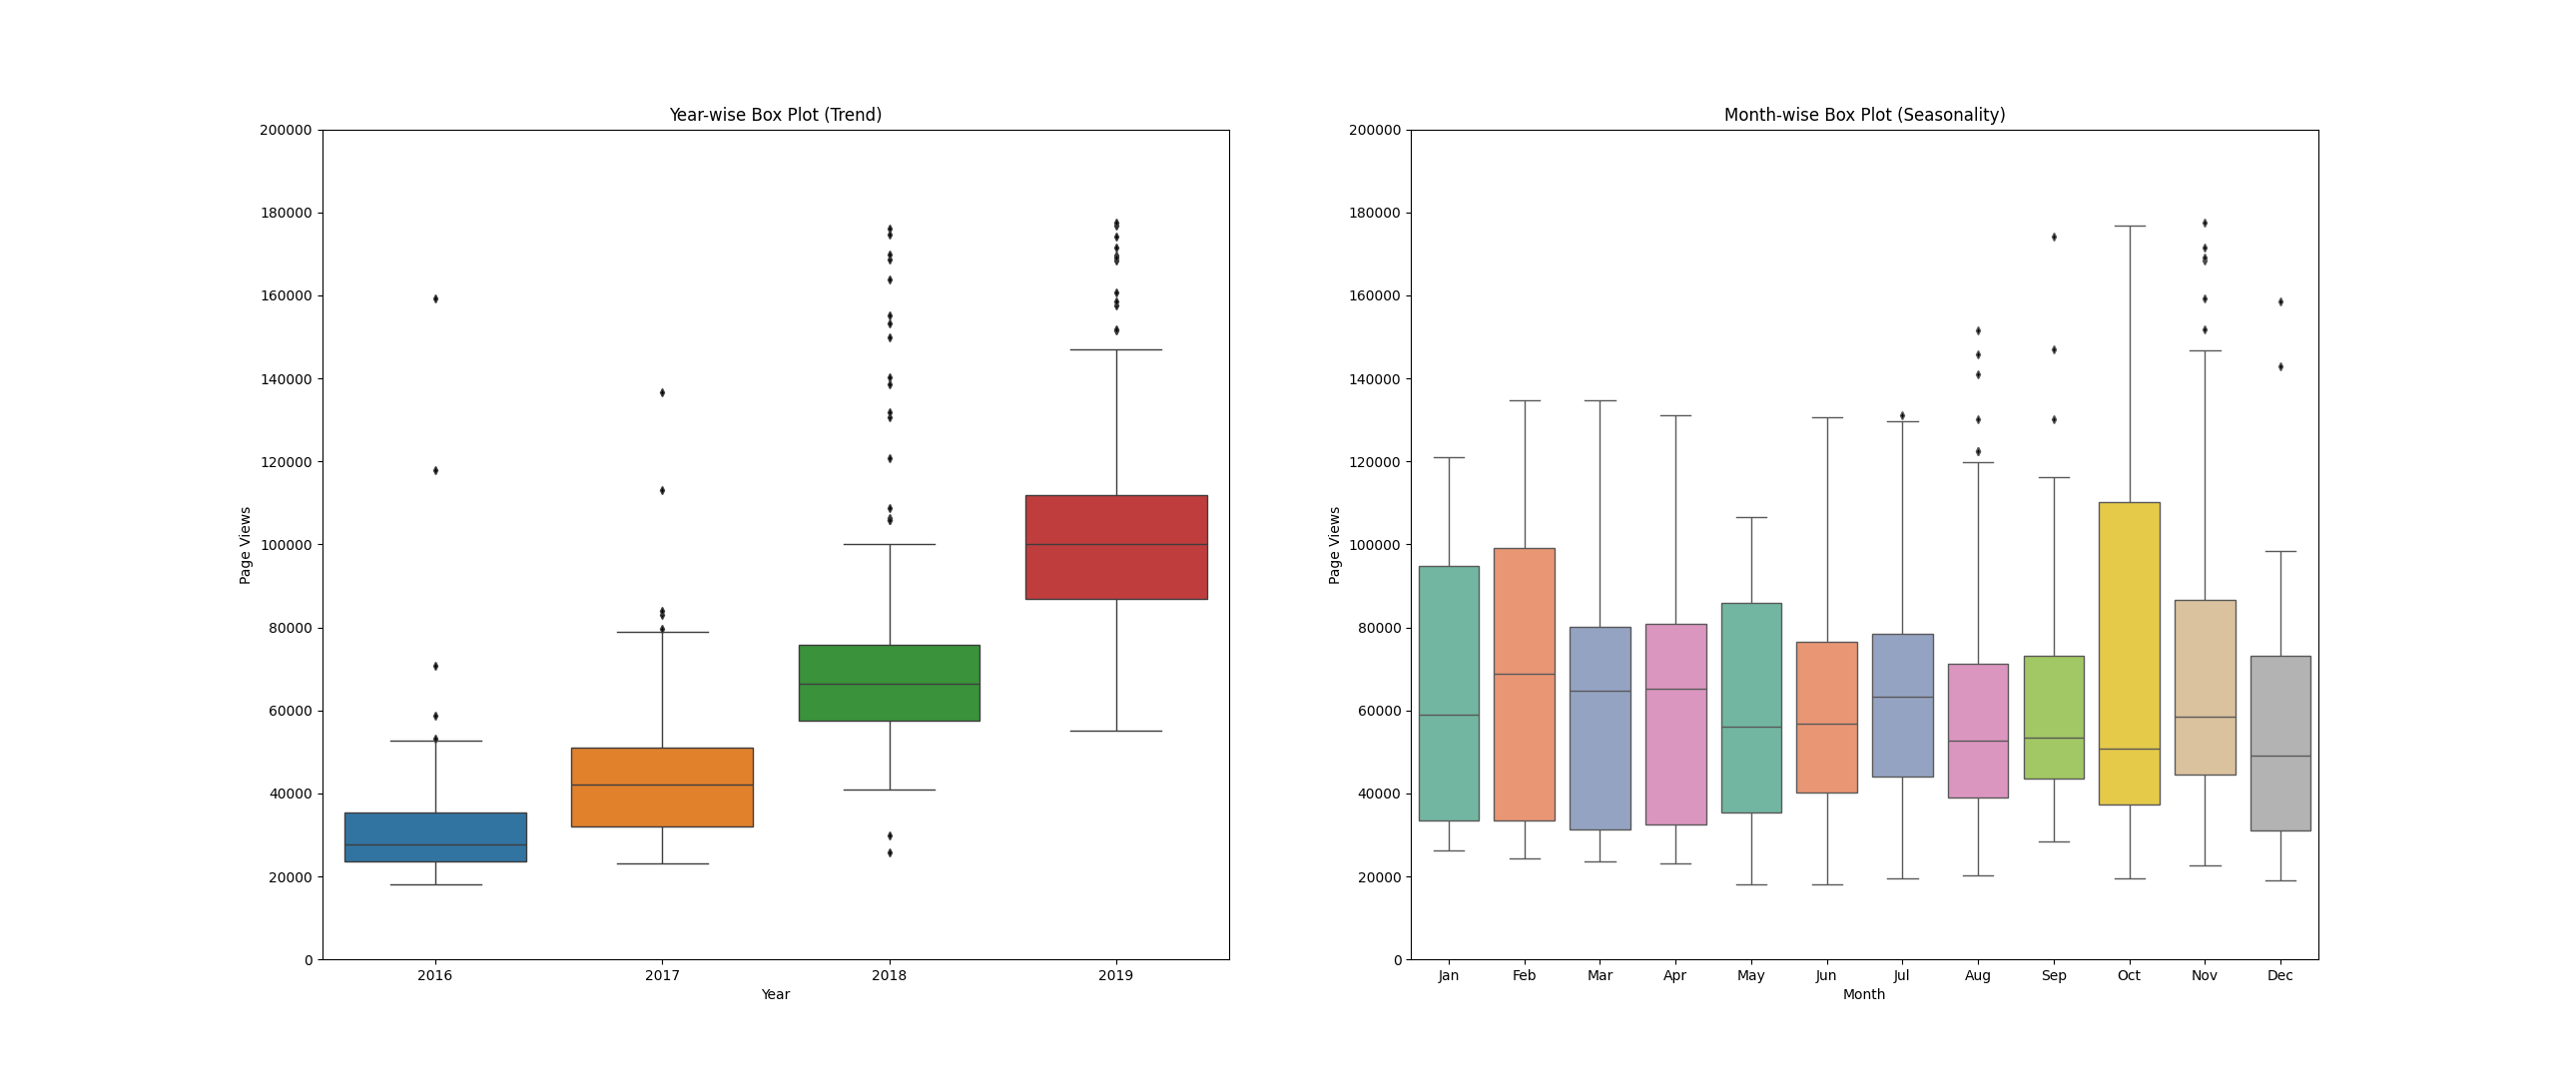 Year-wise Box Plot (Trend)
200000
180000
160000
140000
120000
100000
80000
60000
40000
20000
0
Page Views
2016 2017 2018 2019
Year
Month-wise Box Plot (Seasonality)
200000
180000
160000
140000
120000
100000
80000
60000
40000
20000
0
Page Views
Jan Feb Mar Apr May Jun Jul Aug Sep Oct Nov Dec
Month